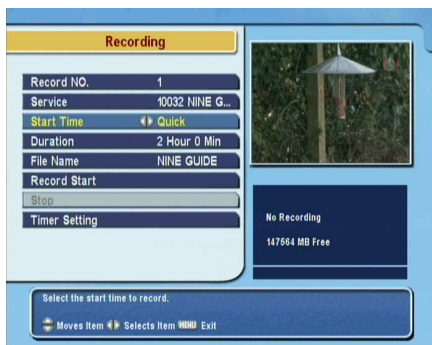 Recording
Record NO. 1
Service 10032 NINE G...
Start Time Quick
Duration 2 Hour 0 Min
File Name NINE GUIDE
Record Start
Stop
Timer Setting
No Recording
147564 MB Free
Select the start time to record.
Moves Item Selects Item MENU Exit